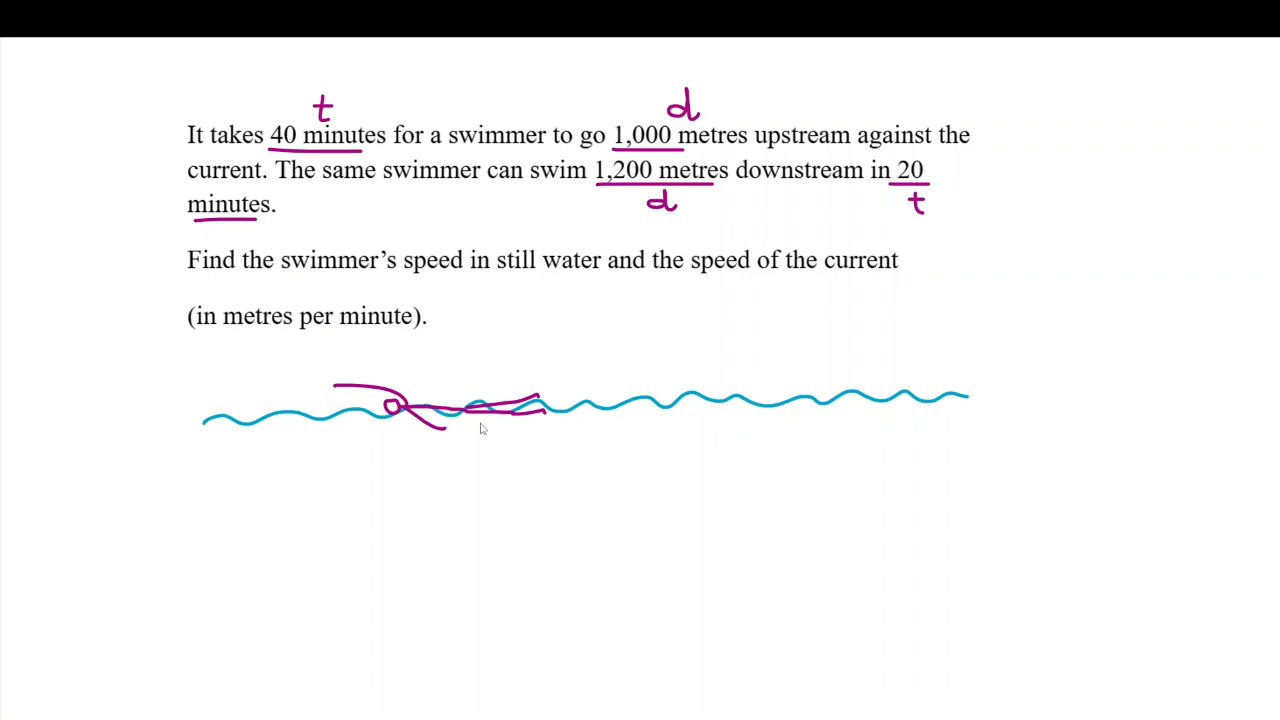 t d
It takes 40 minutes for a swimmer to go 1,000 metres upstream against the
current. The same swimmer can swim 1,200 metres downstream in 20
d t
minutes.
Find the swimmer’s speed in still water and the speed of the current
(in metres per minute).